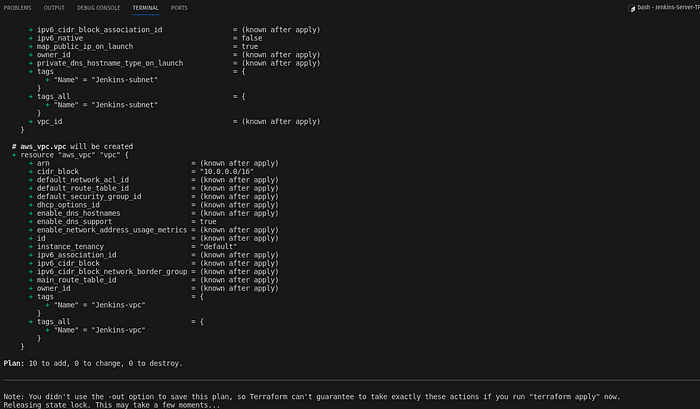 PROBLEMS OUTPUT DEBUG CONSOLE TERMINAL PORTS bash - Jenkins-Server-TF
+ ipv6_cidr_block_association_id = (known after apply)
+ ipv6_native = false
+ map_public_ip_on_launch = true
+ owner_id = (known after apply)
+ private_dns_hostname_type_on_launch = (known after apply)
+ tags = {
+ "Name" = "Jenkins-subnet"
}
+ tags_all = {
+ "Name" = "Jenkins-subnet"
}
+ vpc_id = (known after apply)
}
# aws_vpc.vpc will be created
+ resource "aws_vpc" "vpc" {
+ arn = (known after apply)
+ cidr_block = "10.0.0.0/16"
+ default_network_acl_id = (known after apply)
+ default_route_table_id = (known after apply)
+ default_security_group_id = (known after apply)
+ dhcp_options_id = (known after apply)
+ enable_dns_hostnames = (known after apply)
+ enable_dns_support = true
+ enable_network_address_usage_metrics = (known after apply)
+ id = (known after apply)
+ instance_tenancy = "default"
+ ipv6_association_id = (known after apply)
+ ipv6_cidr_block = (known after apply)
+ ipv6_cidr_block_network_border_group = (known after apply)
+ main_route_table_id = (known after apply)
+ owner_id = (known after apply)
+ tags = {
+ "Name" = "Jenkins-vpc"
}
+ tags_all = {
+ "Name" = "Jenkins-vpc"
}
}
Plan: 10 to add, 0 to change, 0 to destroy.
Note: You didn't use the -out option to save this plan, so Terraform can't guarantee to take exactly these actions if you run "terraform apply" now.
Releasing state lock. This may take a few moments...